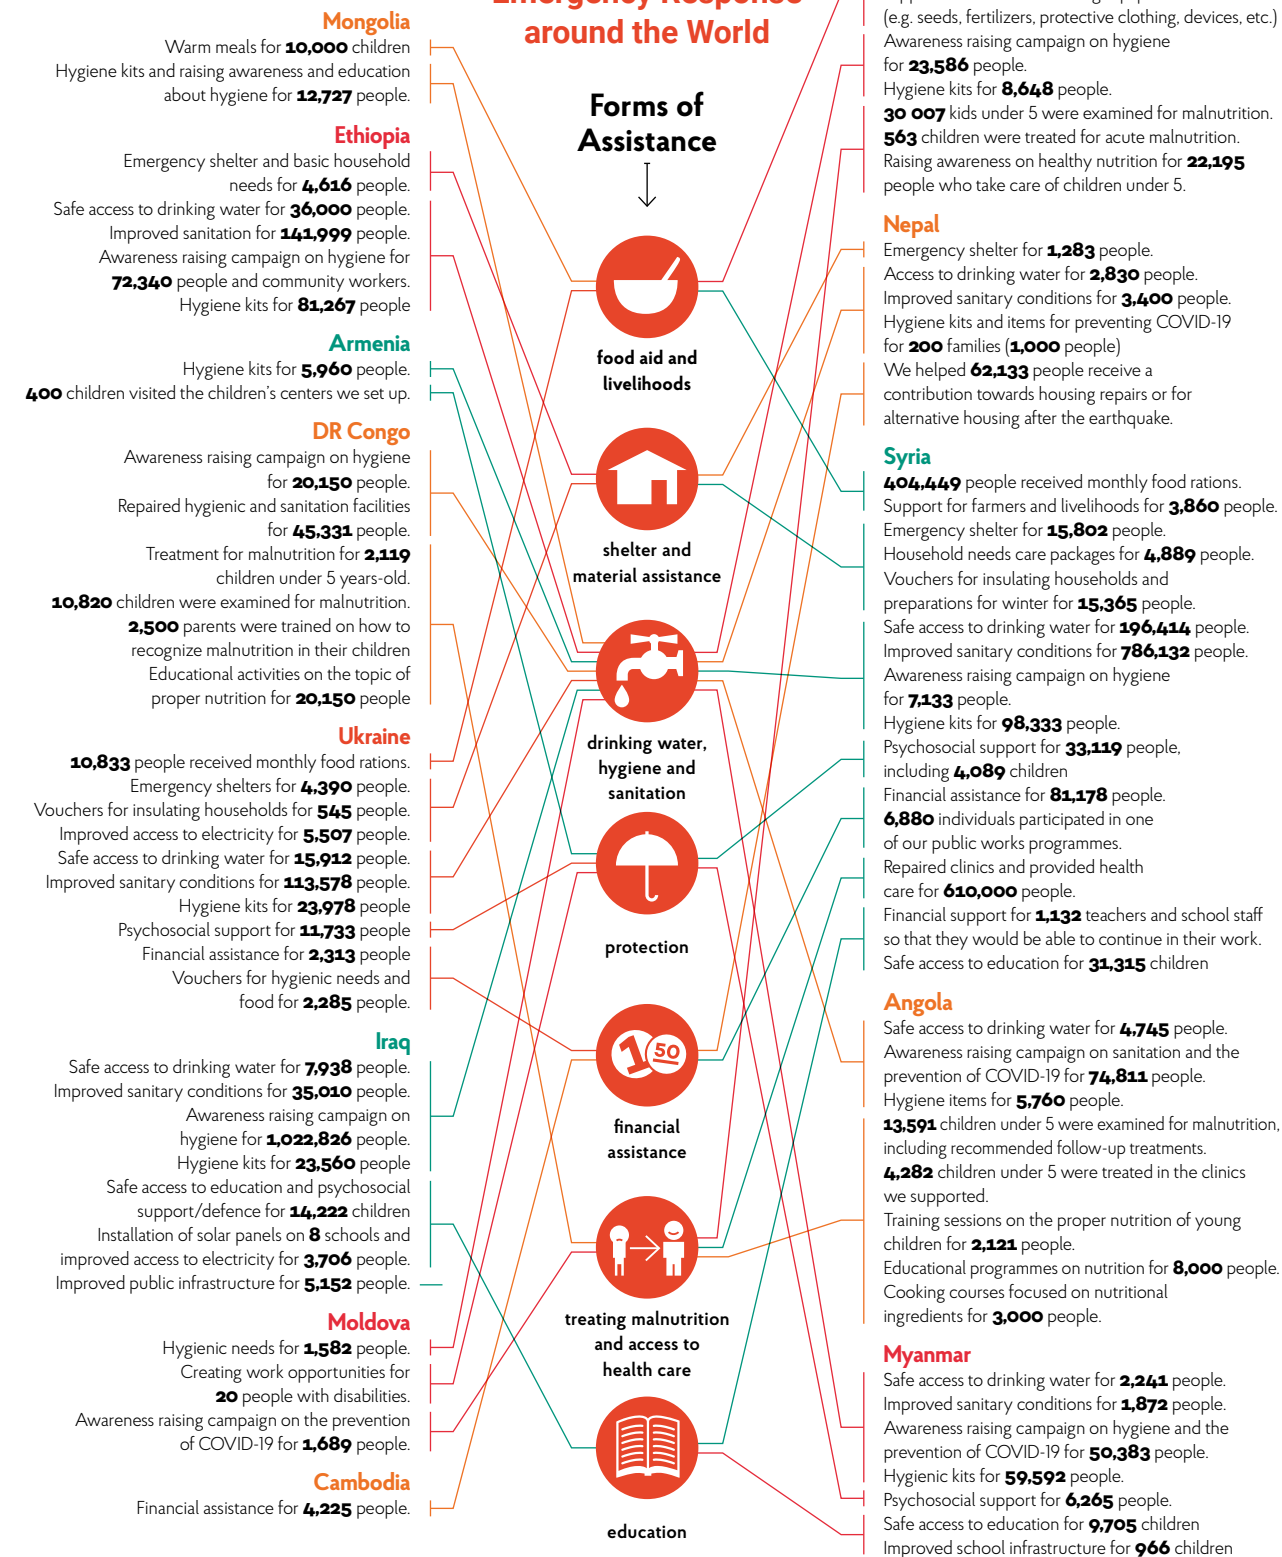 Emergency Response
around the World
Forms of
Assistance
Mongolia
Warm meals for 10,000 children
Hygiene kits and raising awareness and education
about hygiene for 12,727 people.
Ethiopia
Emergency shelter and basic household
needs for 4,616 people.
Safe access to drinking water for 36,000 people.
Improved sanitation for 141,999 people.
Awareness raising campaign on hygiene for
72,340 people and community workers.
Hygiene kits for 81,267 people
Armenia
Hygiene kits for 5,960 people.
400 children visited the children's centers we set up.
DR Congo
Awareness raising campaign on hygiene
for 20,150 people.
Repaired hygienic and sanitation facilities
for 45,331 people.
Treatment for malnutrition for 2,119
children under 5 years-old.
10,820 children were examined for malnutrition.
2,500 parents were trained on how to
recognize malnutrition in their children
Educational activities on the topic of
proper nutrition for 20,150 people
Ukraine
10,833 people received monthly food rations.
Emergency shelters for 4,390 people.
Vouchers for insulating households for 545 people.
Improved access to electricity for 5,507 people.
Safe access to drinking water for 15,912 people.
Improved sanitary conditions for 113,578 people.
Hygiene kits for 23,978 people
Psychosocial support for 11,733 people
Financial assistance for 2,313 people
Vouchers for hygienic needs and
food for 2,285 people.
Iraq
Safe access to drinking water for 7,938 people.
Improved sanitary conditions for 35,010 people.
Awareness raising campaign on
hygiene for 1,022,826 people.
Hygiene kits for 23,560 people
Safe access to education and psychosocial
support/defence for 14,222 children
Installation of solar panels on 8 schools and
improved access to electricity for 3,706 people.
Improved public infrastructure for 5,152 people.
Moldova
Hygienic needs for 1,582 people.
Creating work opportunities for
20 people with disabilities.
Awareness raising campaign on the prevention
of COVID-19 for 1,689 people.
Cambodia
Financial assistance for 4,225 people.
food aid and
livelihoods
shelter and
material assistance
drinking water,
hygiene and
sanitation
protection
1 50
financial
assistance
treating malnutrition
and access to
health care
education
(e.g. seeds, fertilizers, protective clothing, devices, etc.)
Awareness raising campaign on hygiene
for 23,586 people.
Hygiene kits for 8,648 people.
30 007 kids under 5 were examined for malnutrition.
563 children were treated for acute malnutrition.
Raising awareness on healthy nutrition for 22,195
people who take care of children under 5.
Nepal
Emergency shelter for 1,283 people.
Access to drinking water for 2,830 people.
Improved sanitary conditions for 3,400 people.
Hygiene kits and items for preventing COVID-19
for 200 families (1,000 people)
We helped 62,133 people receive a
contribution towards housing repairs or for
alternative housing after the earthquake.
Syria
404,449 people received monthly food rations.
Support for farmers and livelihoods for 3,860 people.
Emergency shelter for 15,802 people.
Household needs care packages for 4,889 people.
Vouchers for insulating households and
preparations for winter for 15,365 people.
Safe access to drinking water for 196,414 people.
Improved sanitary conditions for 786,132 people.
Awareness raising campaign on hygiene
for 7,133 people.
Hygiene kits for 98,333 people.
Psychosocial support for 33,119 people,
including 4,089 children
Financial assistance for 81,178 people.
6,880 individuals participated in one
of our public works programmes.
Repaired clinics and provided health
care for 610,000 people.
Financial support for 1,132 teachers and school staff
so that they would be able to continue in their work.
Safe access to education for 31,315 children
Angola
Safe access to drinking water for 4,745 people.
Awareness raising campaign on sanitation and the
prevention of COVID-19 for 74,811 people.
Hygiene items for 5,760 people.
13,591 children under 5 were examined for malnutrition,
including recommended follow-up treatments.
4,282 children under 5 were treated in the clinics
we supported.
Training sessions on the proper nutrition of young
children for 2,121 people.
Educational programmes on nutrition for 8,000 people.
Cooking courses focused on nutritional
ingredients for 3,000 people.
Myanmar
Safe access to drinking water for 2,241 people.
Improved sanitary conditions for 1,872 people.
Awareness raising campaign on hygiene and the
prevention of COVID-19 for 50,383 people.
Hygienic kits for 59,592 people.
Psychosocial support for 6,265 people.
Safe access to education for 9,705 children
Improved school infrastructure for 966 children